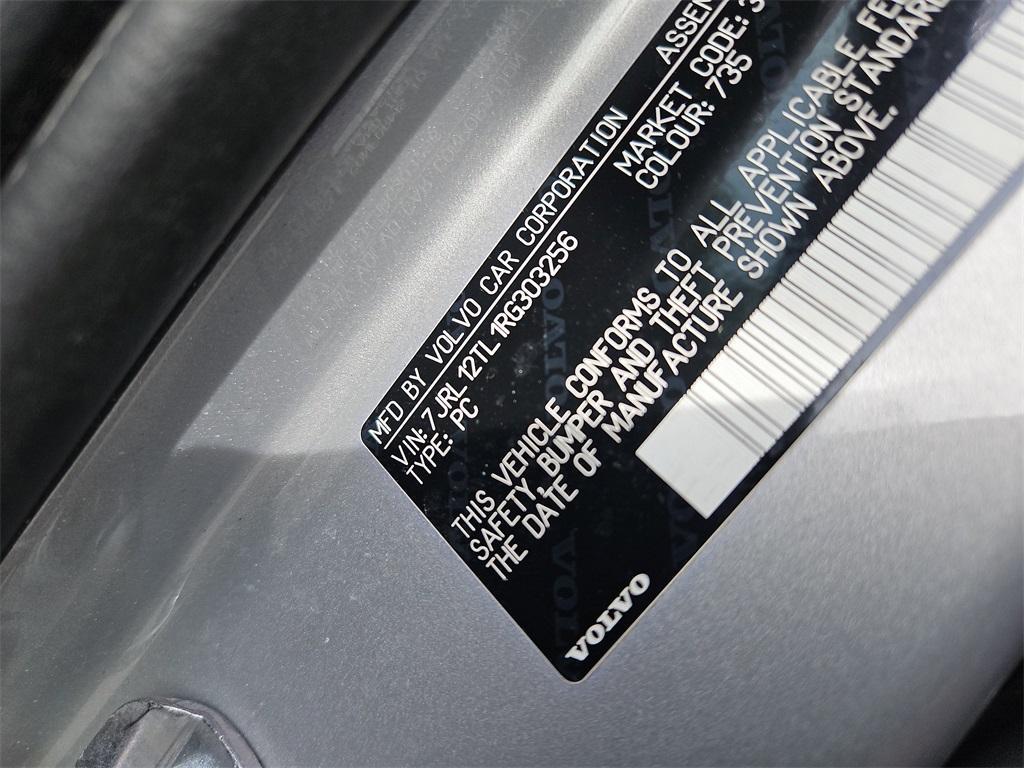 MFD BY VOLVO CAR CORPORATION
VIN: 7JRL12TL1RG303256
TYPE: PC
MARKET CODE: 3
COLOUR: 735
THIS VEHICLE CONFORMS TO ALL APPLICABLE
SAFETY, BUMPER AND THEFT PREVENTION STANDARD
THE DATE OF MANUFACTURE SHOWN ABOVE.
VOLVO